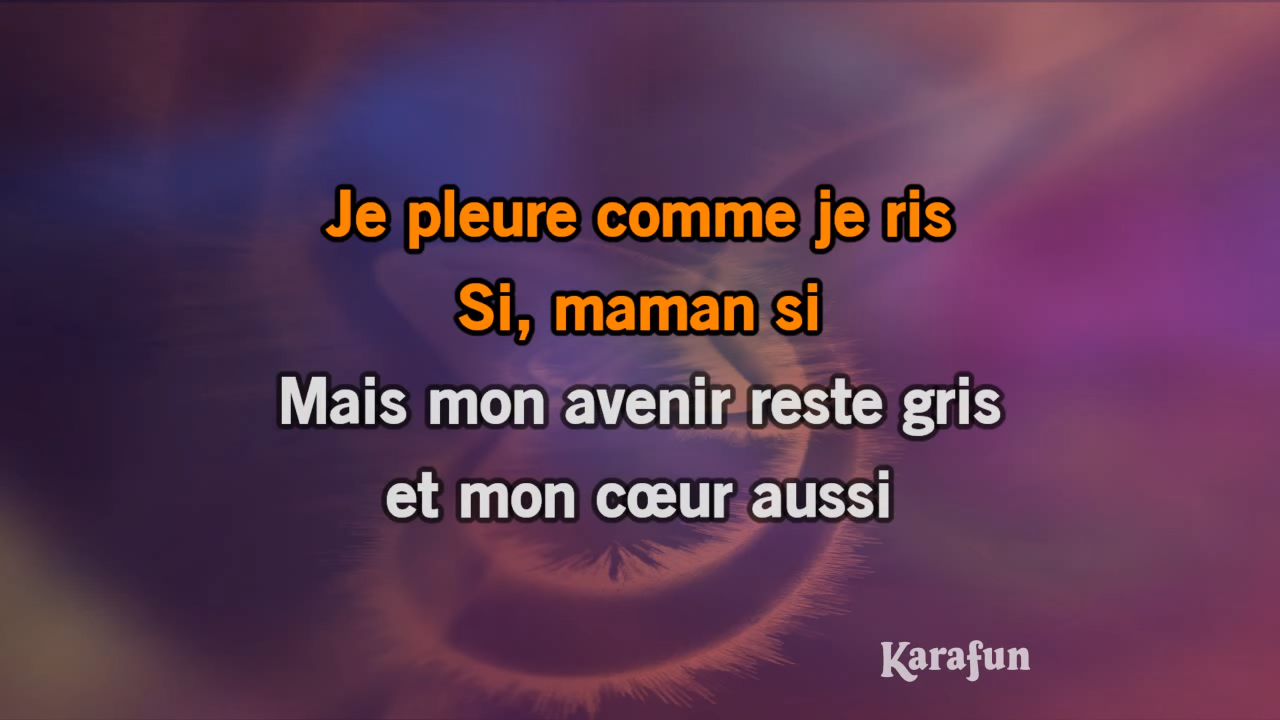 Je pleure comme je ris
Si, maman si
Mais mon avenir reste gris
et mon cœur aussi
Karafun